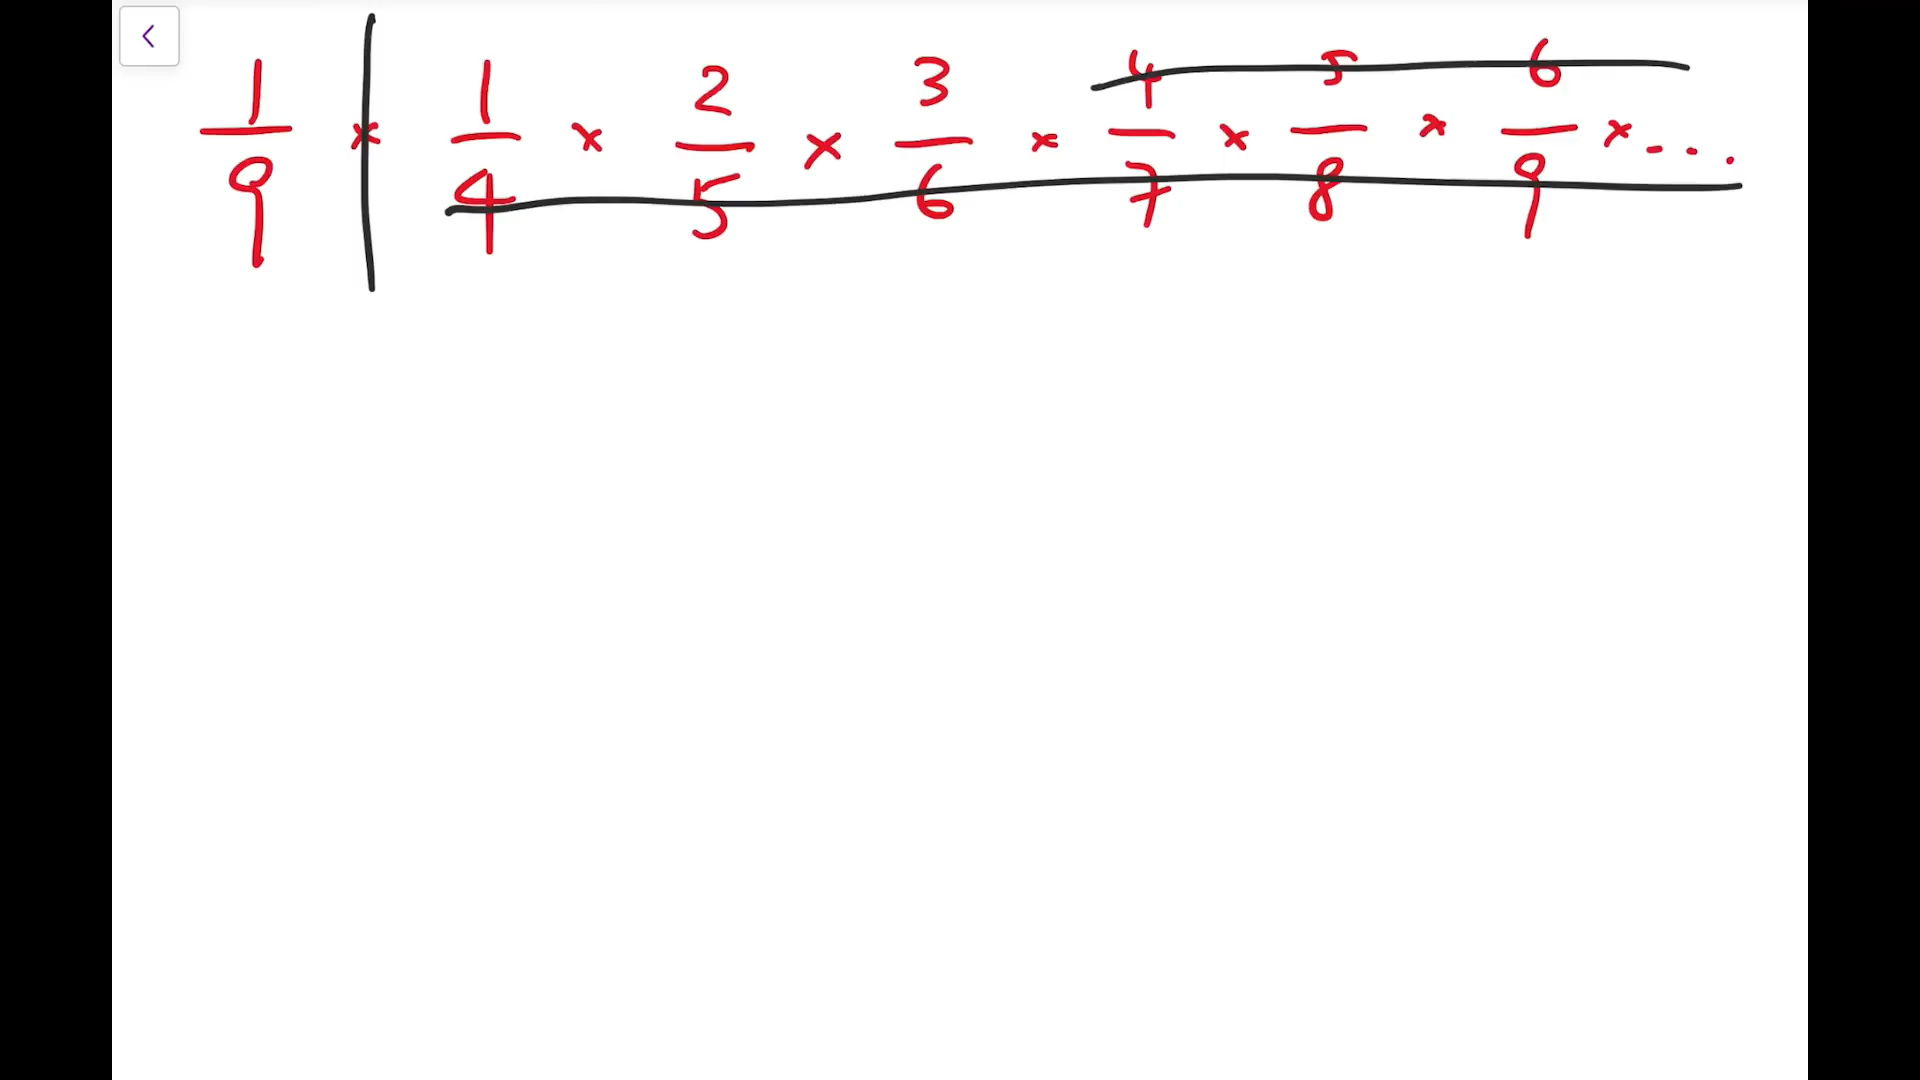 1/9 × 1/4 × 2/5 × 3/6 × 4/7 × 5/8 × 6/9 × ...